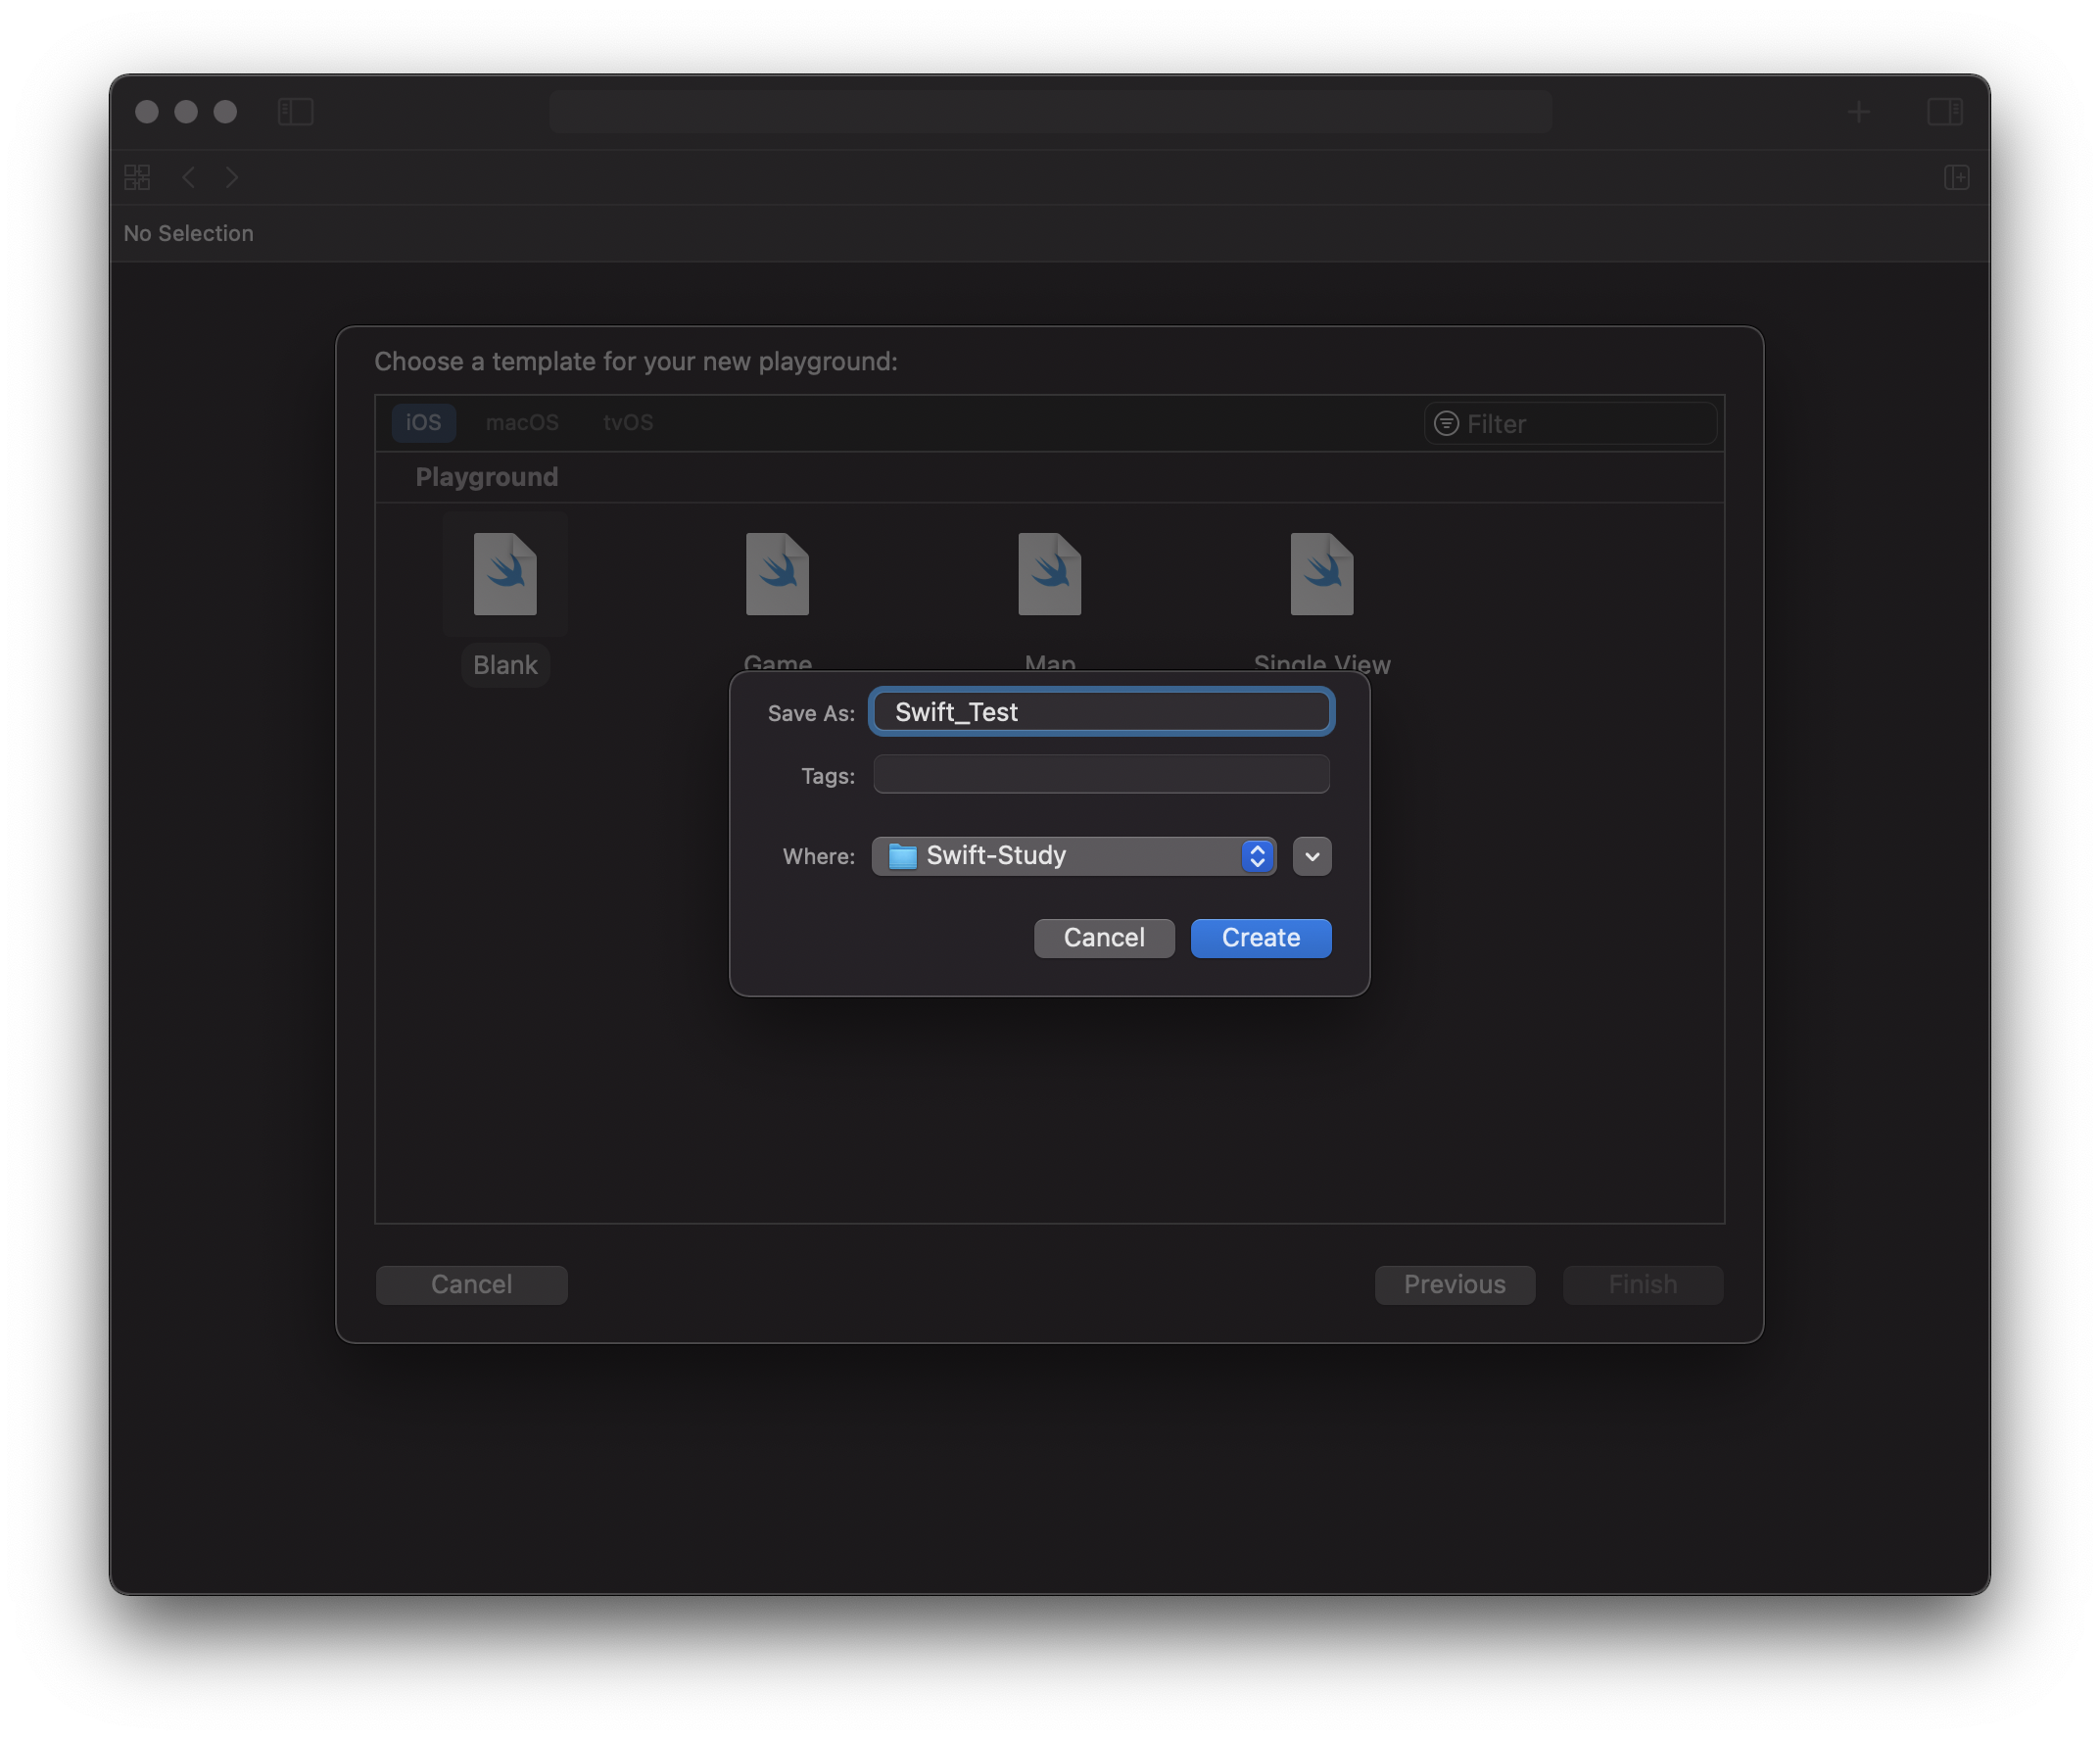 No Selection
Choose a template for your new playground:
iOS macOS tvOS Filter
Playground
Blank Game Map Single View
Save As: Swift_Test
Tags:
Where: Swift-Study
Cancel Create
Cancel Previous Finish